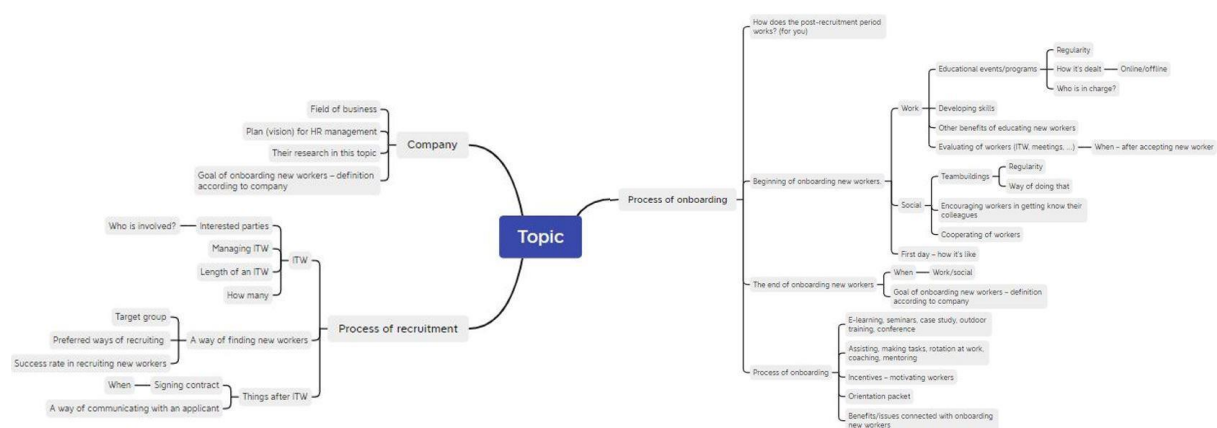 Topic
Company
Field of business
Plan (vision) for HR management
Their research in this topic
Goal of onboarding new workers – definition
according to company
Process of recruitment
ITW
Interested parties
Who is involved?
Managing ITW
Length of an ITW
How many
A way of finding new workers
Target group
Preferred ways of recruiting
Success rate in recruiting new workers
Things after ITW
Signing contract
When
A way of communicating with an applicant
Process of onboarding
How does the post-recruitment period
works? (for you)
Beginning of onboarding new workers.
Work
Educational events/programs
Regularity
How it's dealt
Online/offline
Who is in charge?
Developing skills
Other benefits of educating new workers
Evaluating of workers (ITW, meetings, ...)
When – after accepting new worker
Social
Teambuildings
Regularity
Way of doing that
Encouraging workers in getting know their
colleagues
Cooperating of workers
First day – how it's like
The end of onboarding new workers
When
Work/social
Goal of onboarding new workers – definition
according to company
Process of onboarding
E-learning, seminars, case study, outdoor
training, conference
Assisting, making tasks, rotation at work,
coaching, mentoring
Incentives – motivating workers
Orientation packet
Benefits/issues connected with onboarding
new workers